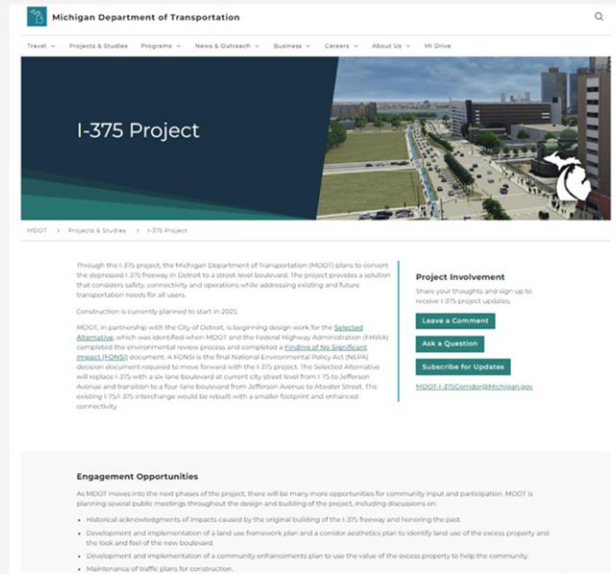 Michigan Department of Transportation
Travel Projects & Studies Programs News & Outreach Business Careers About Us Mi Drive
I-375 Project
MDOT > Projects & Studies > I-375 Project
Through the I-375 project, the Michigan Department of Transportation (MDOT) plans to convert
the depressed I-375 freeway in Detroit to a street-level boulevard. The project provides a solution
that considers safety, connectivity and operations while addressing existing and future
transportation needs for all users.
Construction is currently planned to start in 2025.
MDOT, in partnership with the City of Detroit, is beginning design work for the Selected
Alternative, which was identified when MDOT and the Federal Highway Administration (FHWA)
completed the environmental review process and completed a Finding of No Significant
Impact (FONSI) document. A FONSI is the final National Environmental Policy Act (NEPA)
decision document required to move forward with the I-375 project. The Selected Alternative
will replace I-375 with a six-lane boulevard at current city street level from I-75 to Jefferson
Avenue and transition to a four-lane boulevard from Jefferson Avenue to Atwater Street. The
existing I-75/I-375 interchange would be rebuilt with a smaller footprint and enhanced
connectivity.
Project Involvement
Share your thoughts and sign up to
receive I-375 project updates.
Leave a Comment
Ask a Question
Subscribe for Updates
MDOT-I-375Corridor@Michigan.gov
Engagement Opportunities
As MDOT moves into the next phases of the project, there will be many more opportunities for community input and participation. MDOT is
planning several public meetings throughout the design and building of the project, including discussions on:
• Historical acknowledgments of impacts caused by the original building of the I-375 freeway and honoring the past.
• Development and implementation of a land use framework plan and a corridor aesthetics plan to identify land use of the excess property and
the look and feel of the new boulevard.
• Development and implementation of a community enhancements plan to use the value of the excess property to help the community.
• Maintenance of traffic plans for construction.